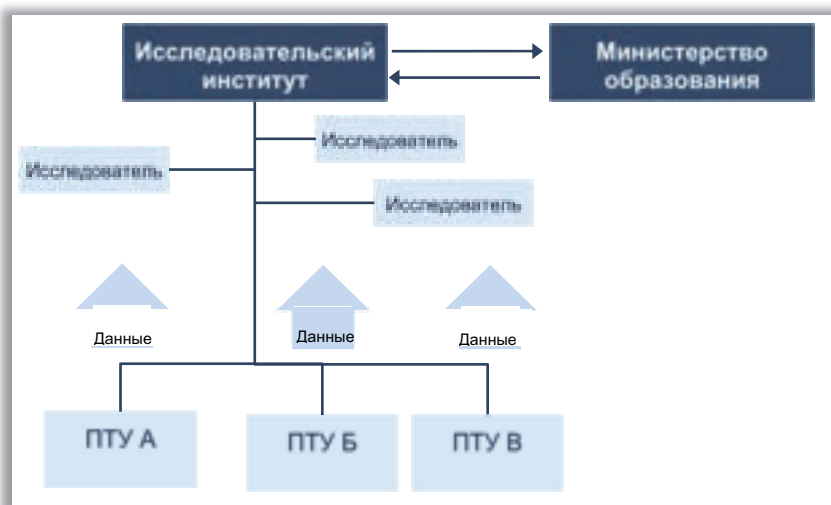 Исследовательский
институт
Министерство
образования
Исследователь
Исследователь
Исследователь
Данные
Данные
Данные
ПТУ А
ПТУ Б
ПТУ В